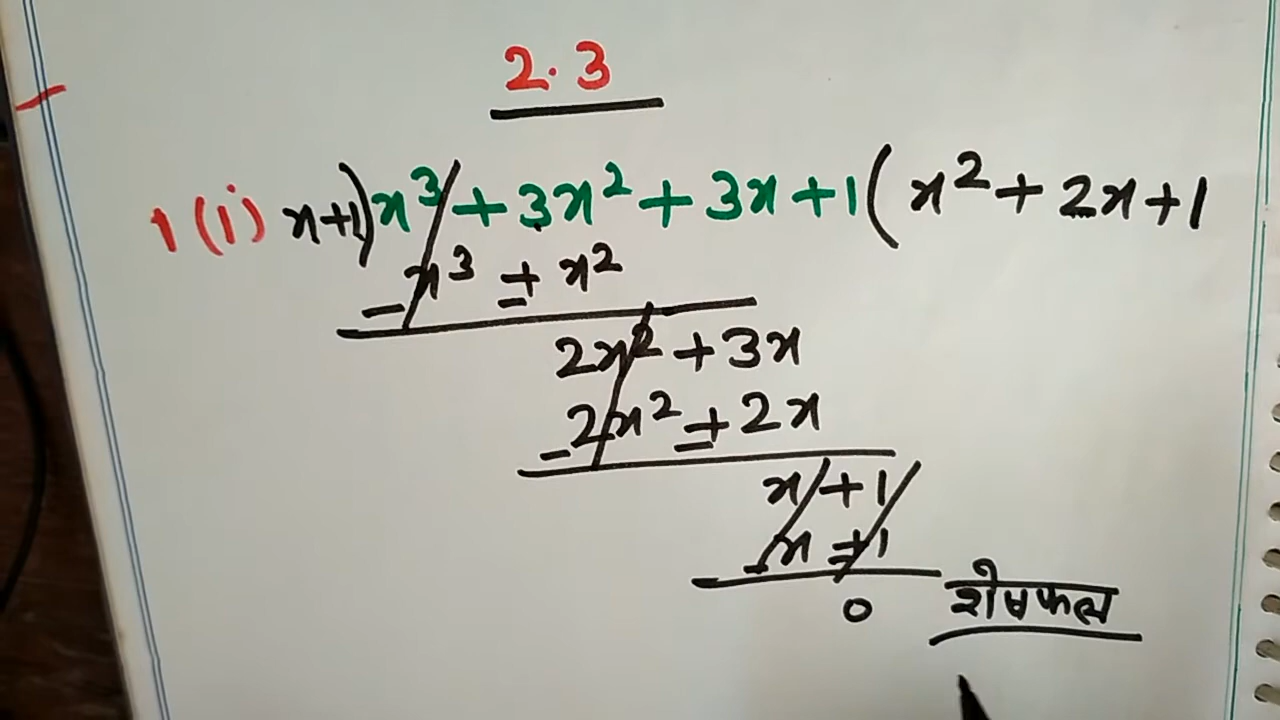 2.3
1 (i) x+1) x³ + 3x² + 3x + 1 ( x² + 2x + 1
- x³ ± x²
2x² + 3x
- 2x² ± 2x
x + 1
- x ± 1
0 शेषफल